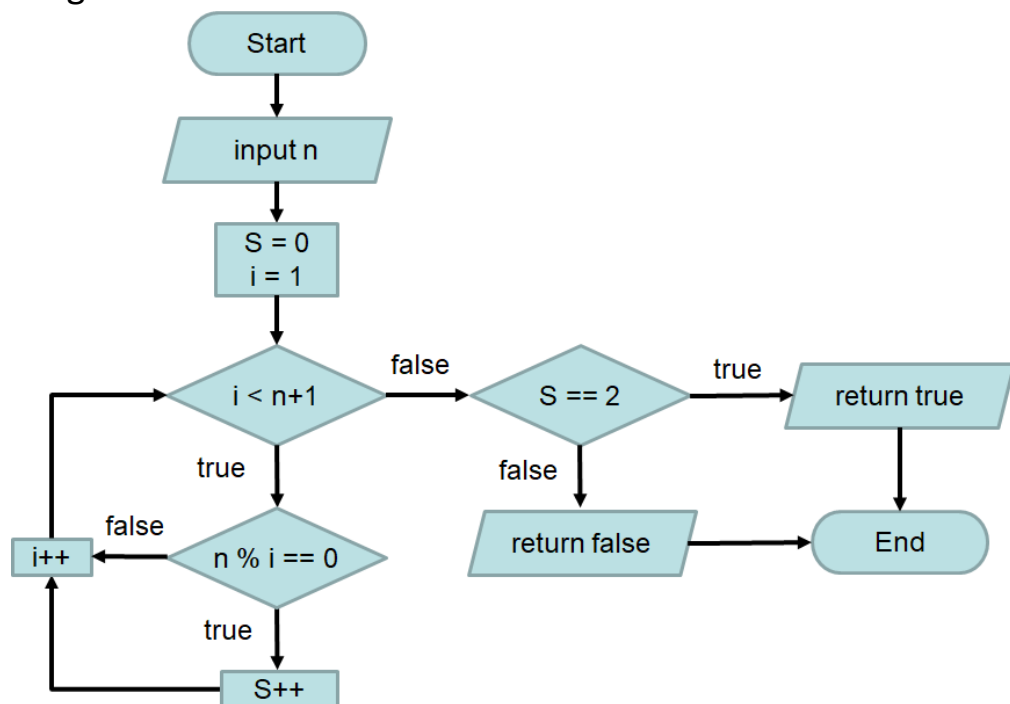 Start
input n
S = 0
i = 1
i < n+1
false
S == 2
true
return true
true
false
false
i++
n % i == 0
return false
End
true
S++